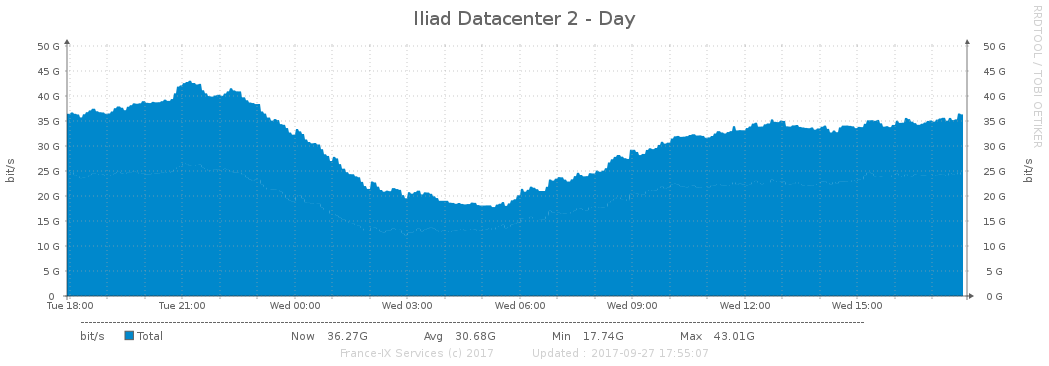 Iliad Datacenter 2 - Day
RRDTOOL / TOBI OETIKER
bit/s
50 G 50 G
45 G 45 G
40 G 40 G
35 G 35 G
30 G 30 G
25 G 25 G
20 G 20 G
15 G 15 G
10 G 10 G
5 G 5 G
0 0 G
bit/s
Tue 18:00 Tue 21:00 Wed 00:00 Wed 03:00 Wed 06:00 Wed 09:00 Wed 12:00 Wed 15:00
bit/s Total Now 36.27G Avg 30.68G Min 17.74G Max 43.01G
France-IX Services (c) 2017 Updated : 2017-09-27 17:55:07